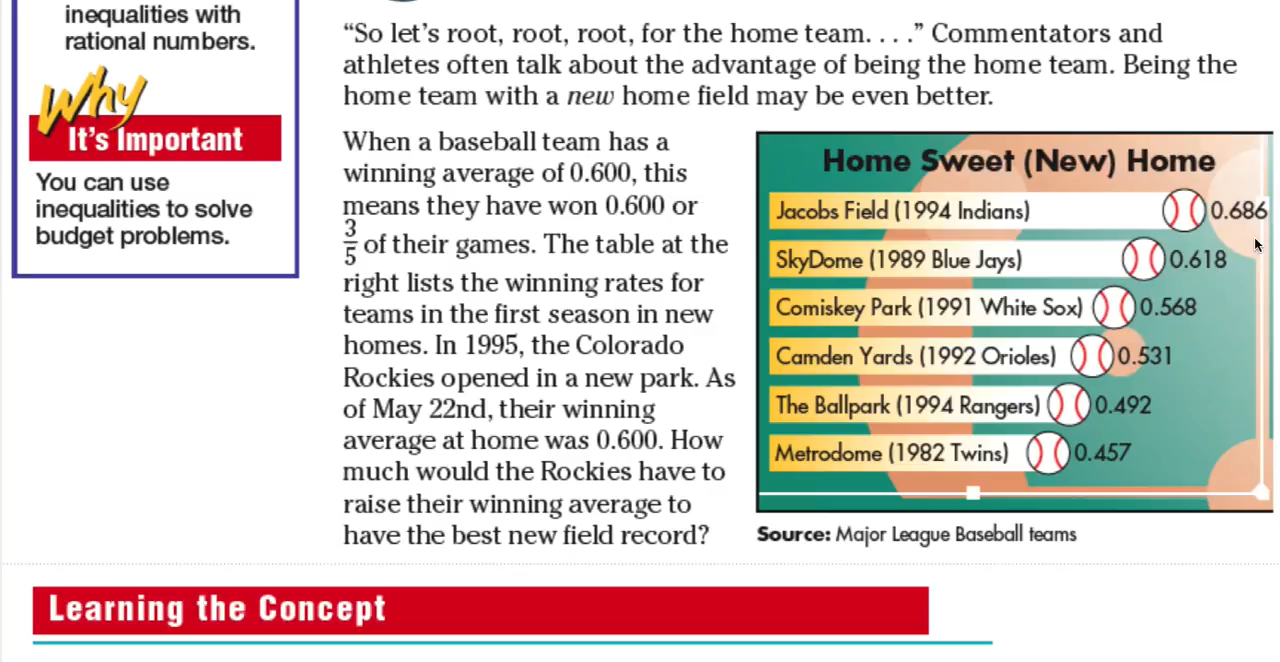 inequalities with
rational numbers.
Why
It's Important
You can use
inequalities to solve
budget problems.
“So let's root, root, root, for the home team. . . .” Commentators and
athletes often talk about the advantage of being the home team. Being the
home team with a new home field may be even better.
When a baseball team has a
winning average of 0.600, this
means they have won 0.600 or
3/5 of their games. The table at the
right lists the winning rates for
teams in the first season in new
homes. In 1995, the Colorado
Rockies opened in a new park. As
of May 22nd, their winning
average at home was 0.600. How
much would the Rockies have to
raise their winning average to
have the best new field record?
Home Sweet (New) Home
Jacobs Field (1994 Indians) 0.686
SkyDome (1989 Blue Jays) 0.618
Comiskey Park (1991 White Sox) 0.568
Camden Yards (1992 Orioles) 0.531
The Ballpark (1994 Rangers) 0.492
Metrodome (1982 Twins) 0.457
Source: Major League Baseball teams
Learning the Concept